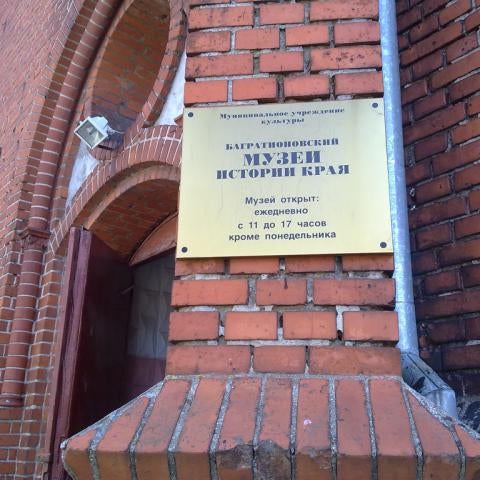 Муниципальное учреждение
культуры
БАГРАТИОНОВСКИЙ
МУЗЕЙ
ИСТОРИИ КРАЯ
Музей открыт:
ежедневно
с 11 до 17 часов
кроме понедельника